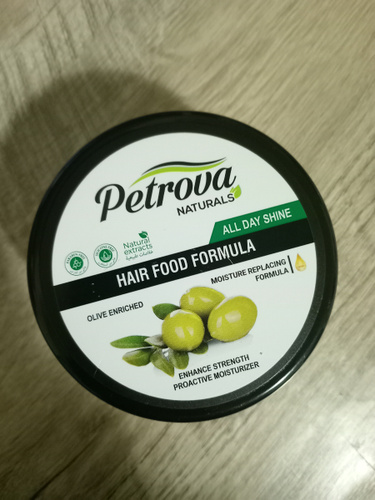 Petrova
NATURALS
ALL DAY SHINE
Natural
extracts
HAIR FOOD FORMULA
MOISTURE REPLACING
FORMULA
OLIVE ENRICHED
ENHANCE STRENGTH
PROACTIVE MOISTURIZER